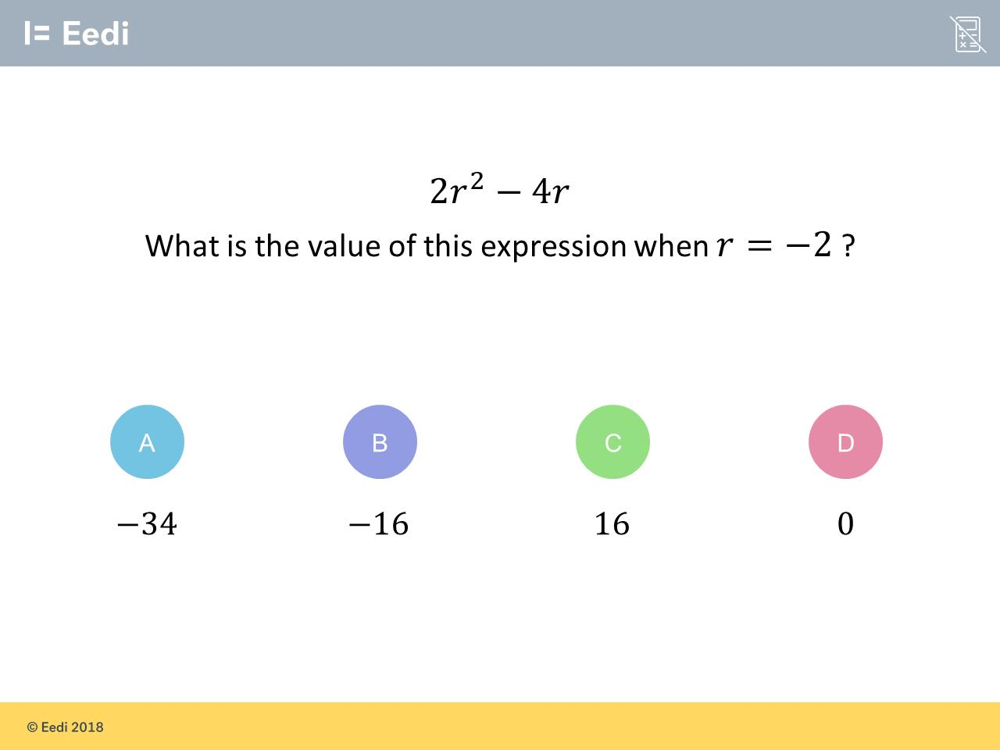 Eedi
2r² − 4r
What is the value of this expression when r = −2 ?
A B C D
−34 −16 16 0
© Eedi 2018